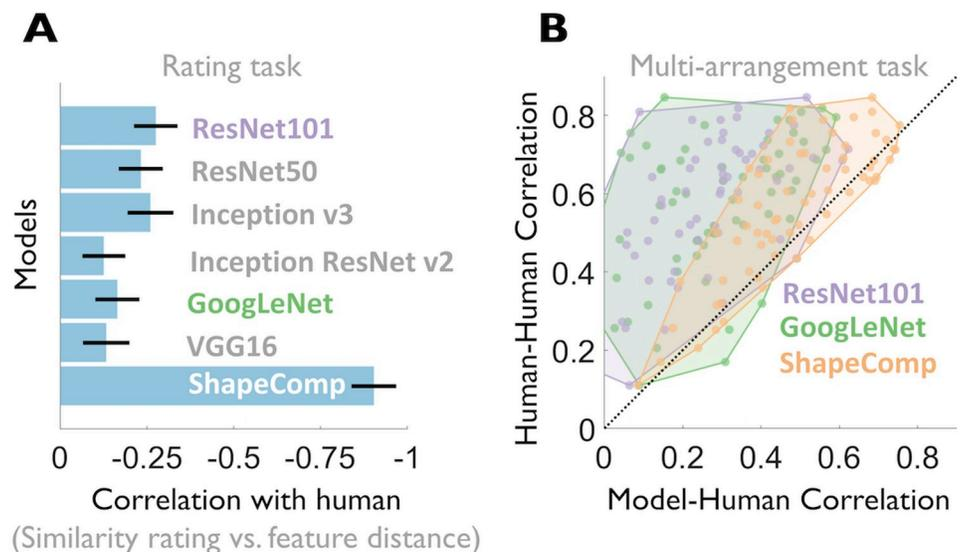 A
Rating task
Models
ResNet101
ResNet50
Inception v3
Inception ResNet v2
GoogLeNet
VGG16
ShapeComp
0 -0.25 -0.5 -0.75 -1
Correlation with human
(Similarity rating vs. feature distance)
B
Multi-arrangement task
Human-Human Correlation
0.8
0.6
0.4
0.2
0
ResNet101
GoogLeNet
ShapeComp
0 0.2 0.4 0.6 0.8
Model-Human Correlation